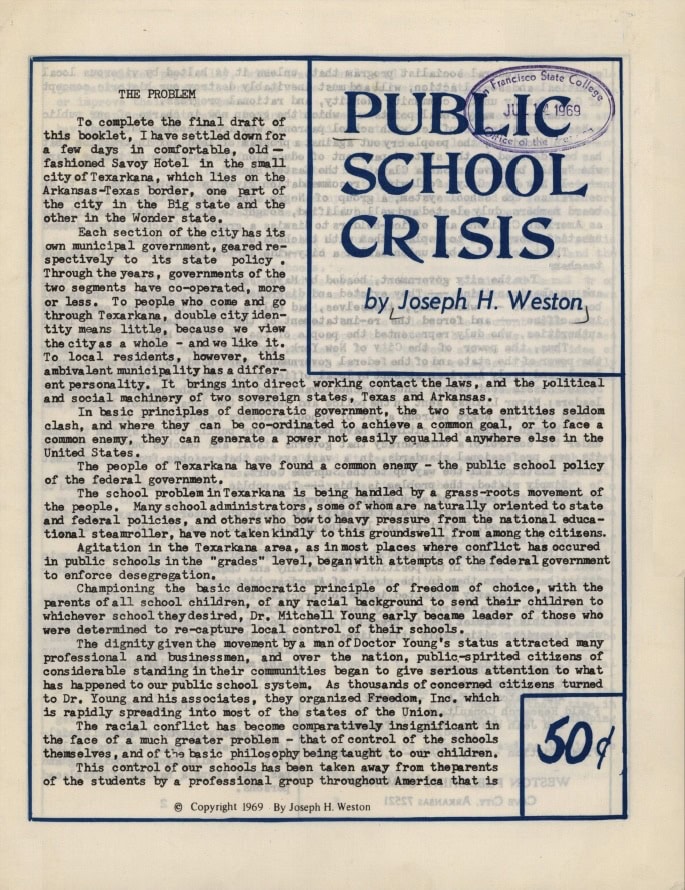 THE PROBLEM
To complete the final draft of
this booklet, I have settled down for
a few days in comfortable, old -
fashioned Savoy Hotel in the small
city of Texarkana, which lies on the
Arkansas-Texas border, one part of
the city in the Big state and the
other in the Wonder state.
Each section of the city has its
own municipal government, geared re-
spectively to its state policy .
Through the years, governments of the
two segments have co-operated, more
or less. To people who come and go
through Texarkana, double city iden-
tity means little, because we view
the city as a whole - and we like it.
To local residents, however, this
ambivalent municipality has a differ-
ent personality. It brings into direct working contact the laws, and the political
and social machinery of two sovereign states, Texas and Arkansas.
In basic principles of democratic government, the two state entities seldom
clash, and where they can be co-ordinated to achieve a common goal, or to face a
common enemy, they can generate a power not easily equalled anywhere else in the
United States.
The people of Texarkana have found a common enemy - the public school policy
of the federal government.
The school problem in Texarkana is being handled by a grass-roots movement of
the people. Many school administrators, some of whom are naturally oriented to state
and federal policies, and others who bow to heavy pressure from the national educa-
tional steamroller, have not taken kindly to this groundswell from among the citizens.
Agitation in the Texarkana area, as in most places where conflict has occured
in public schools in the "grades" level, began with attempts of the federal government
to enforce desegregation.
Championing the basic democratic principle of freedom of choice, with the
parents of all school children, of any racial background to send their children to
whichever school they desired, Dr. Mitchell Young early became leader of those who
were determined to re-capture local control of their schools.
The dignity given the movement by a man of Doctor Young's status attracted many
professional and businessmen, and over the nation, public-spirited citizens of
considerable standing in their communities began to give serious attention to what
has happened to our public school system. As thousands of concerned citizens turned
to Dr. Young and his associates, they organized Freedom, Inc. which
is rapidly spreading into most of the states of the Union.
The racial conflict has become comparatively insignificant in
the face of a much greater problem - that of control of the schools
themselves, and of the basic philosophy being taught to our children.
This control of our schools has been taken away from the parents
of the students by a professional group throughout America that is
© Copyright 1969 By Joseph H. Weston
PUBLIC
SCHOOL
CRISIS
by Joseph H. Weston
San Francisco State College
1969
Office of the
50¢